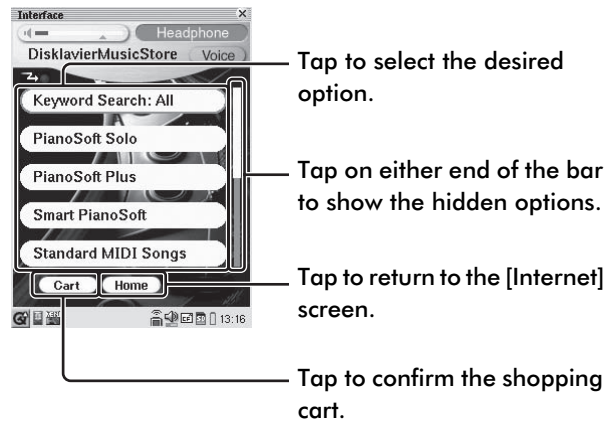 Interface
Headphone
DisklavierMusicStore
Voice
Keyword Search: All
PianoSoft Solo
PianoSoft Plus
Smart PianoSoft
Standard MIDI Songs
Cart
Home
13:16
Tap to select the desired
option.
Tap on either end of the bar
to show the hidden options.
Tap to return to the [Internet]
screen.
Tap to confirm the shopping
cart.